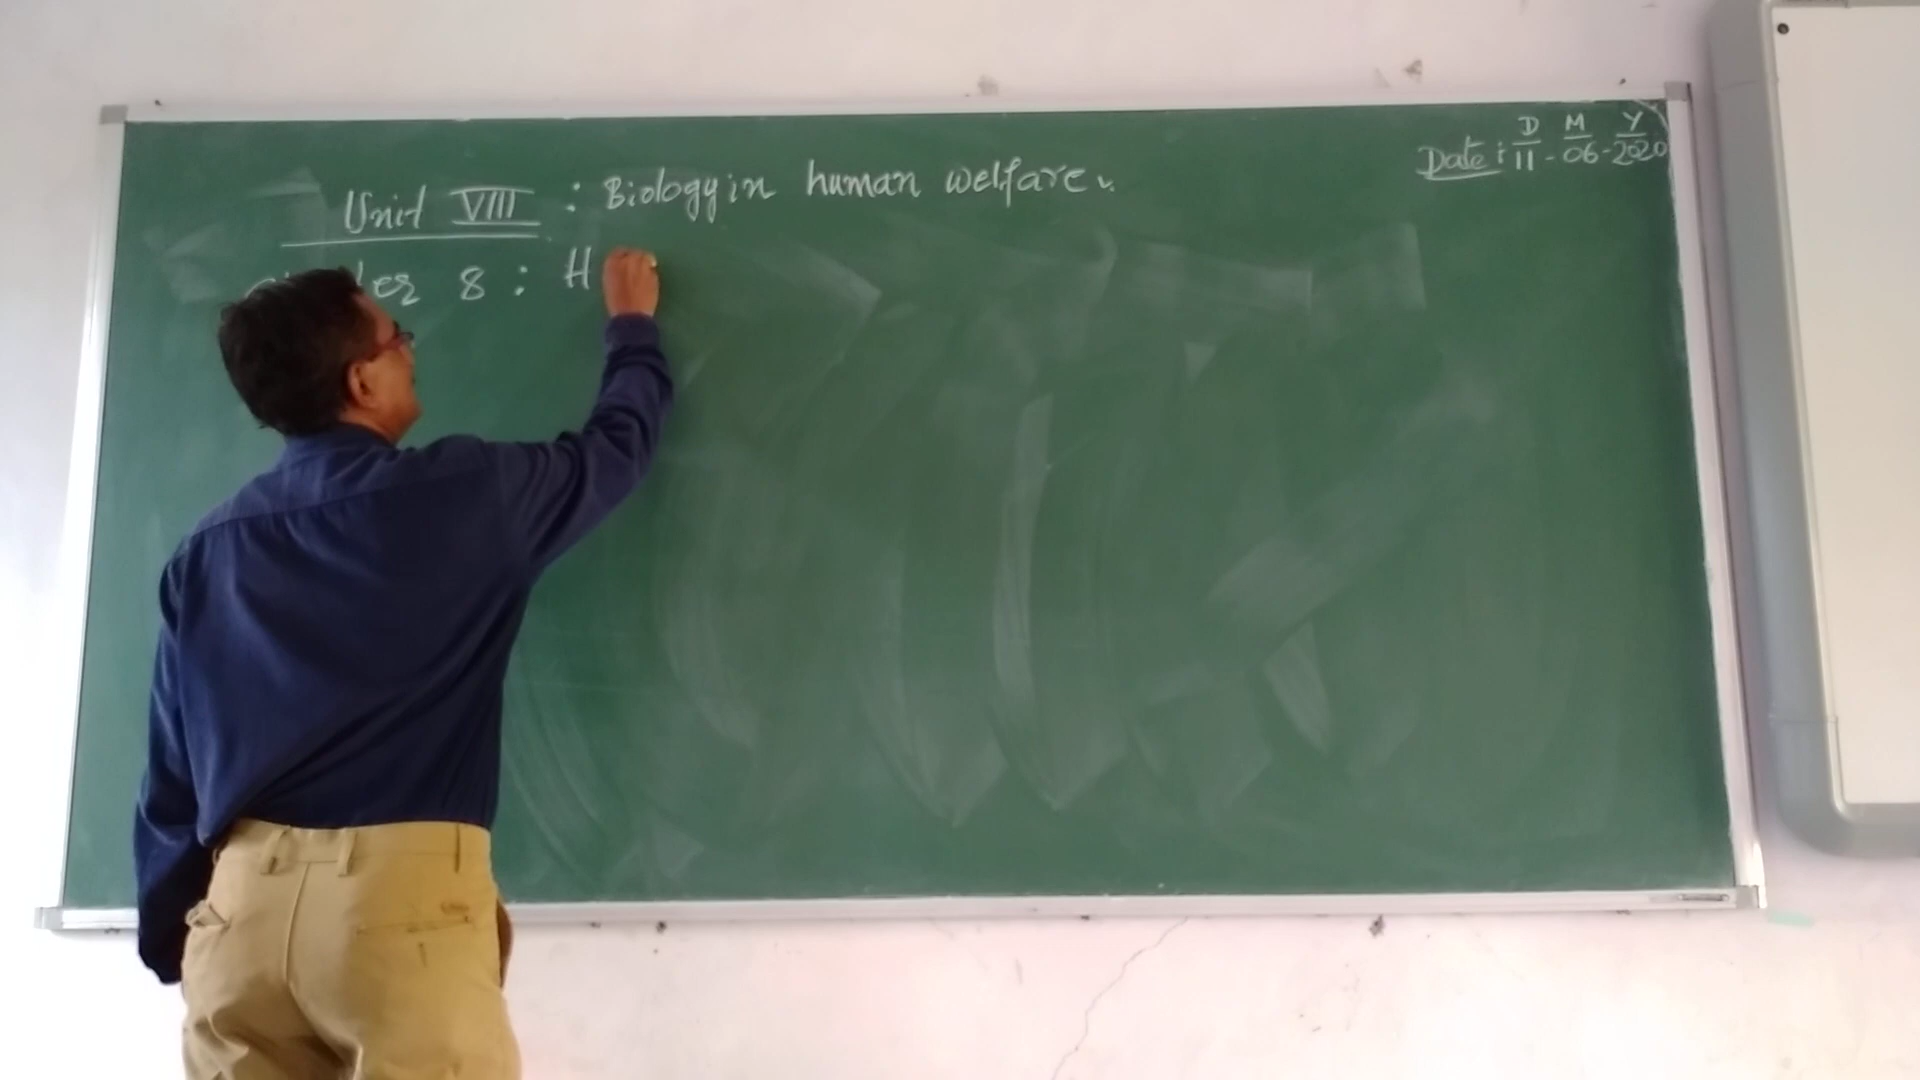 D M Y
Date: 11-06-2020
Unit VIII : Biology in human welfare.
8 : H